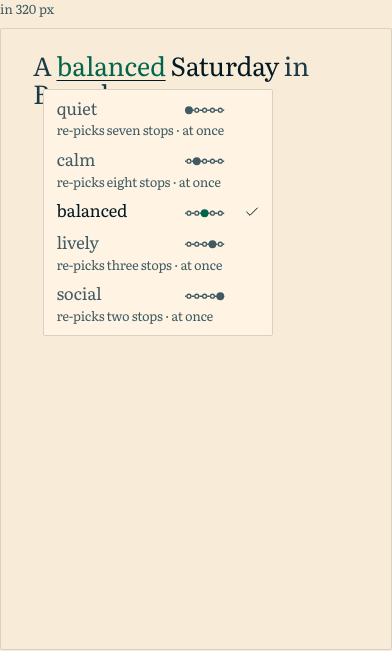 in 320 px
A balanced Saturday in
quiet
re-picks seven stops · at once
calm
re-picks eight stops · at once
balanced
lively
re-picks three stops · at once
social
re-picks two stops · at once